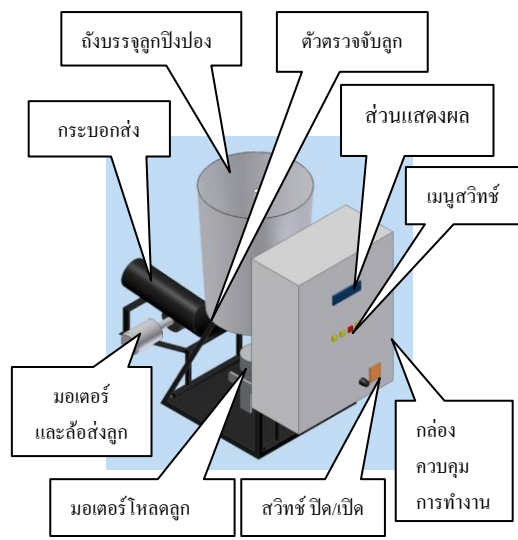 ถังบรรจุลูกปิงปอง
ตัวตรวจจับลูก
กระบอกส่ง
ส่วนแสดงผล
เมนูสวิทช์
มอเตอร์
และล้อส่งลูก
มอเตอร์โหลดลูก
สวิทช์ ปิด/เปิด
กล่อง
ควบคุม
การทำงาน